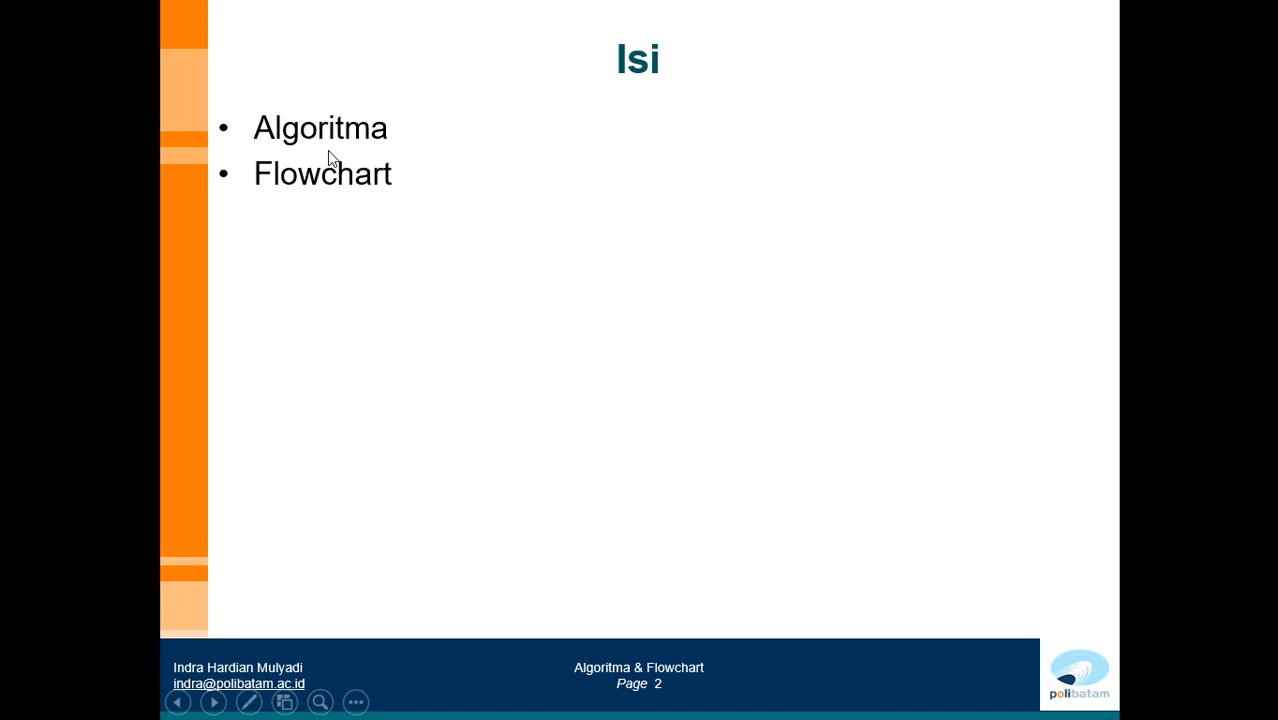 Isi
• Algoritma
• Flowchart
Indra Hardian Mulyadi
indra@polibatam.ac.id
Algoritma & Flowchart
Page 2
polibatam